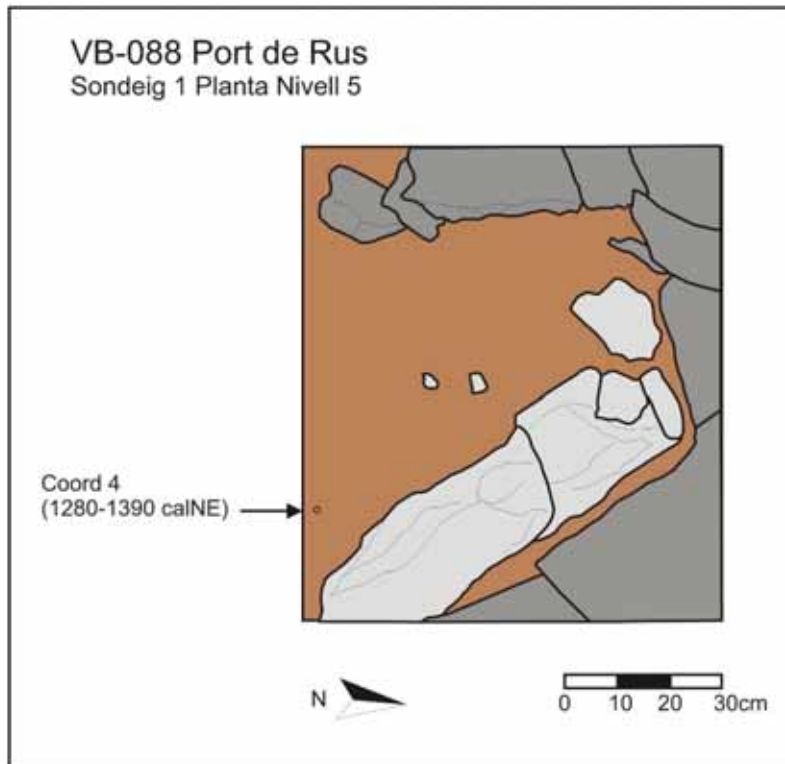 VB-088 Port de Rus
Sondeig 1 Planta Nivell 5
Coord 4
(1280-1390 calNE)
N
0 10 20 30cm